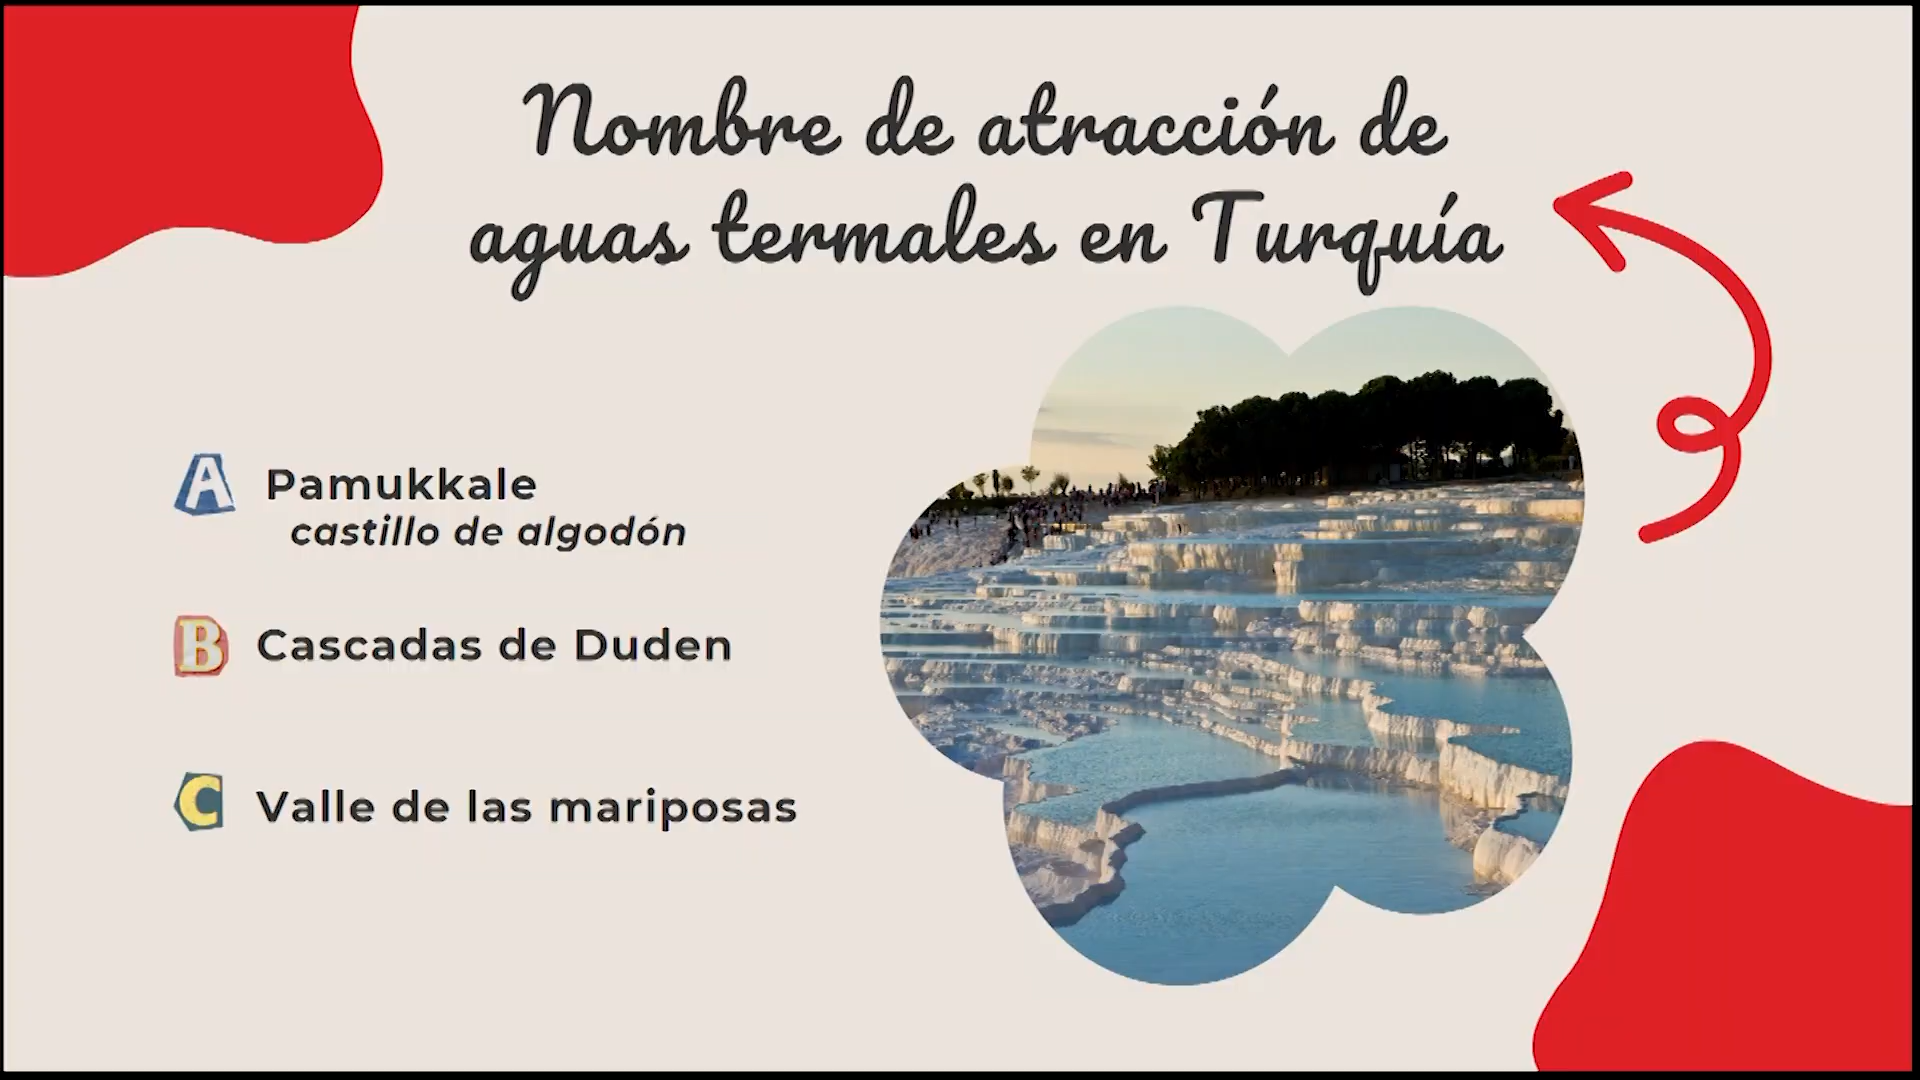 Nombre de atracción de
aguas termales en Turquía
A Pamukkale
castillo de algodón
B Cascadas de Duden
C Valle de las mariposas